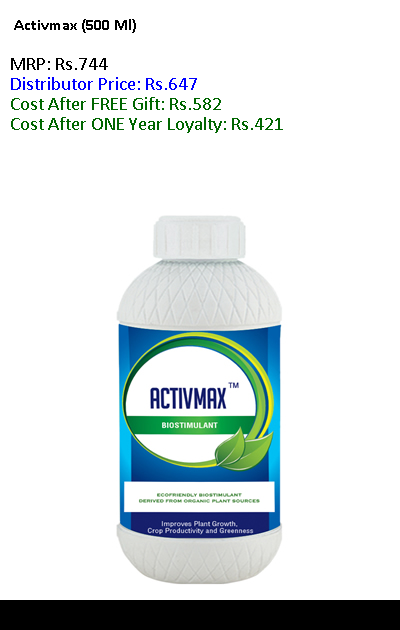 Activmax (500 Ml)
MRP: Rs.744
Distributor Price: Rs.647
Cost After FREE Gift: Rs.582
Cost After ONE Year Loyalty: Rs.421
ACTIVMAX™
BIOSTIMULANT
ECOFRIENDLY BIOSTIMULANT
DERIVED FROM ORGANIC PLANT SOURCES
Improves Plant Growth,
Crop Productivity and Greenness